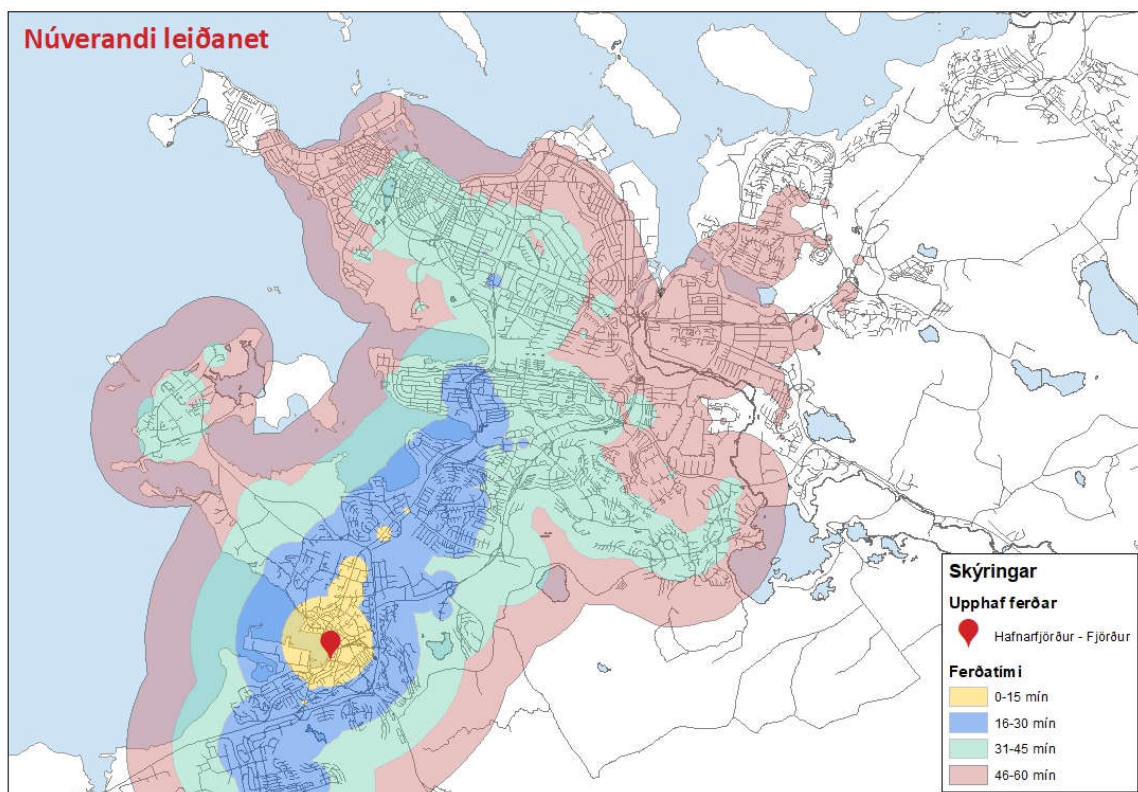 Núverandi leiðanet
Skýringar
Upphaf ferðar
Hafnarfjörður - Fjörður
Ferðatími
0-15 mín
16-30 mín
31-45 mín
46-60 mín